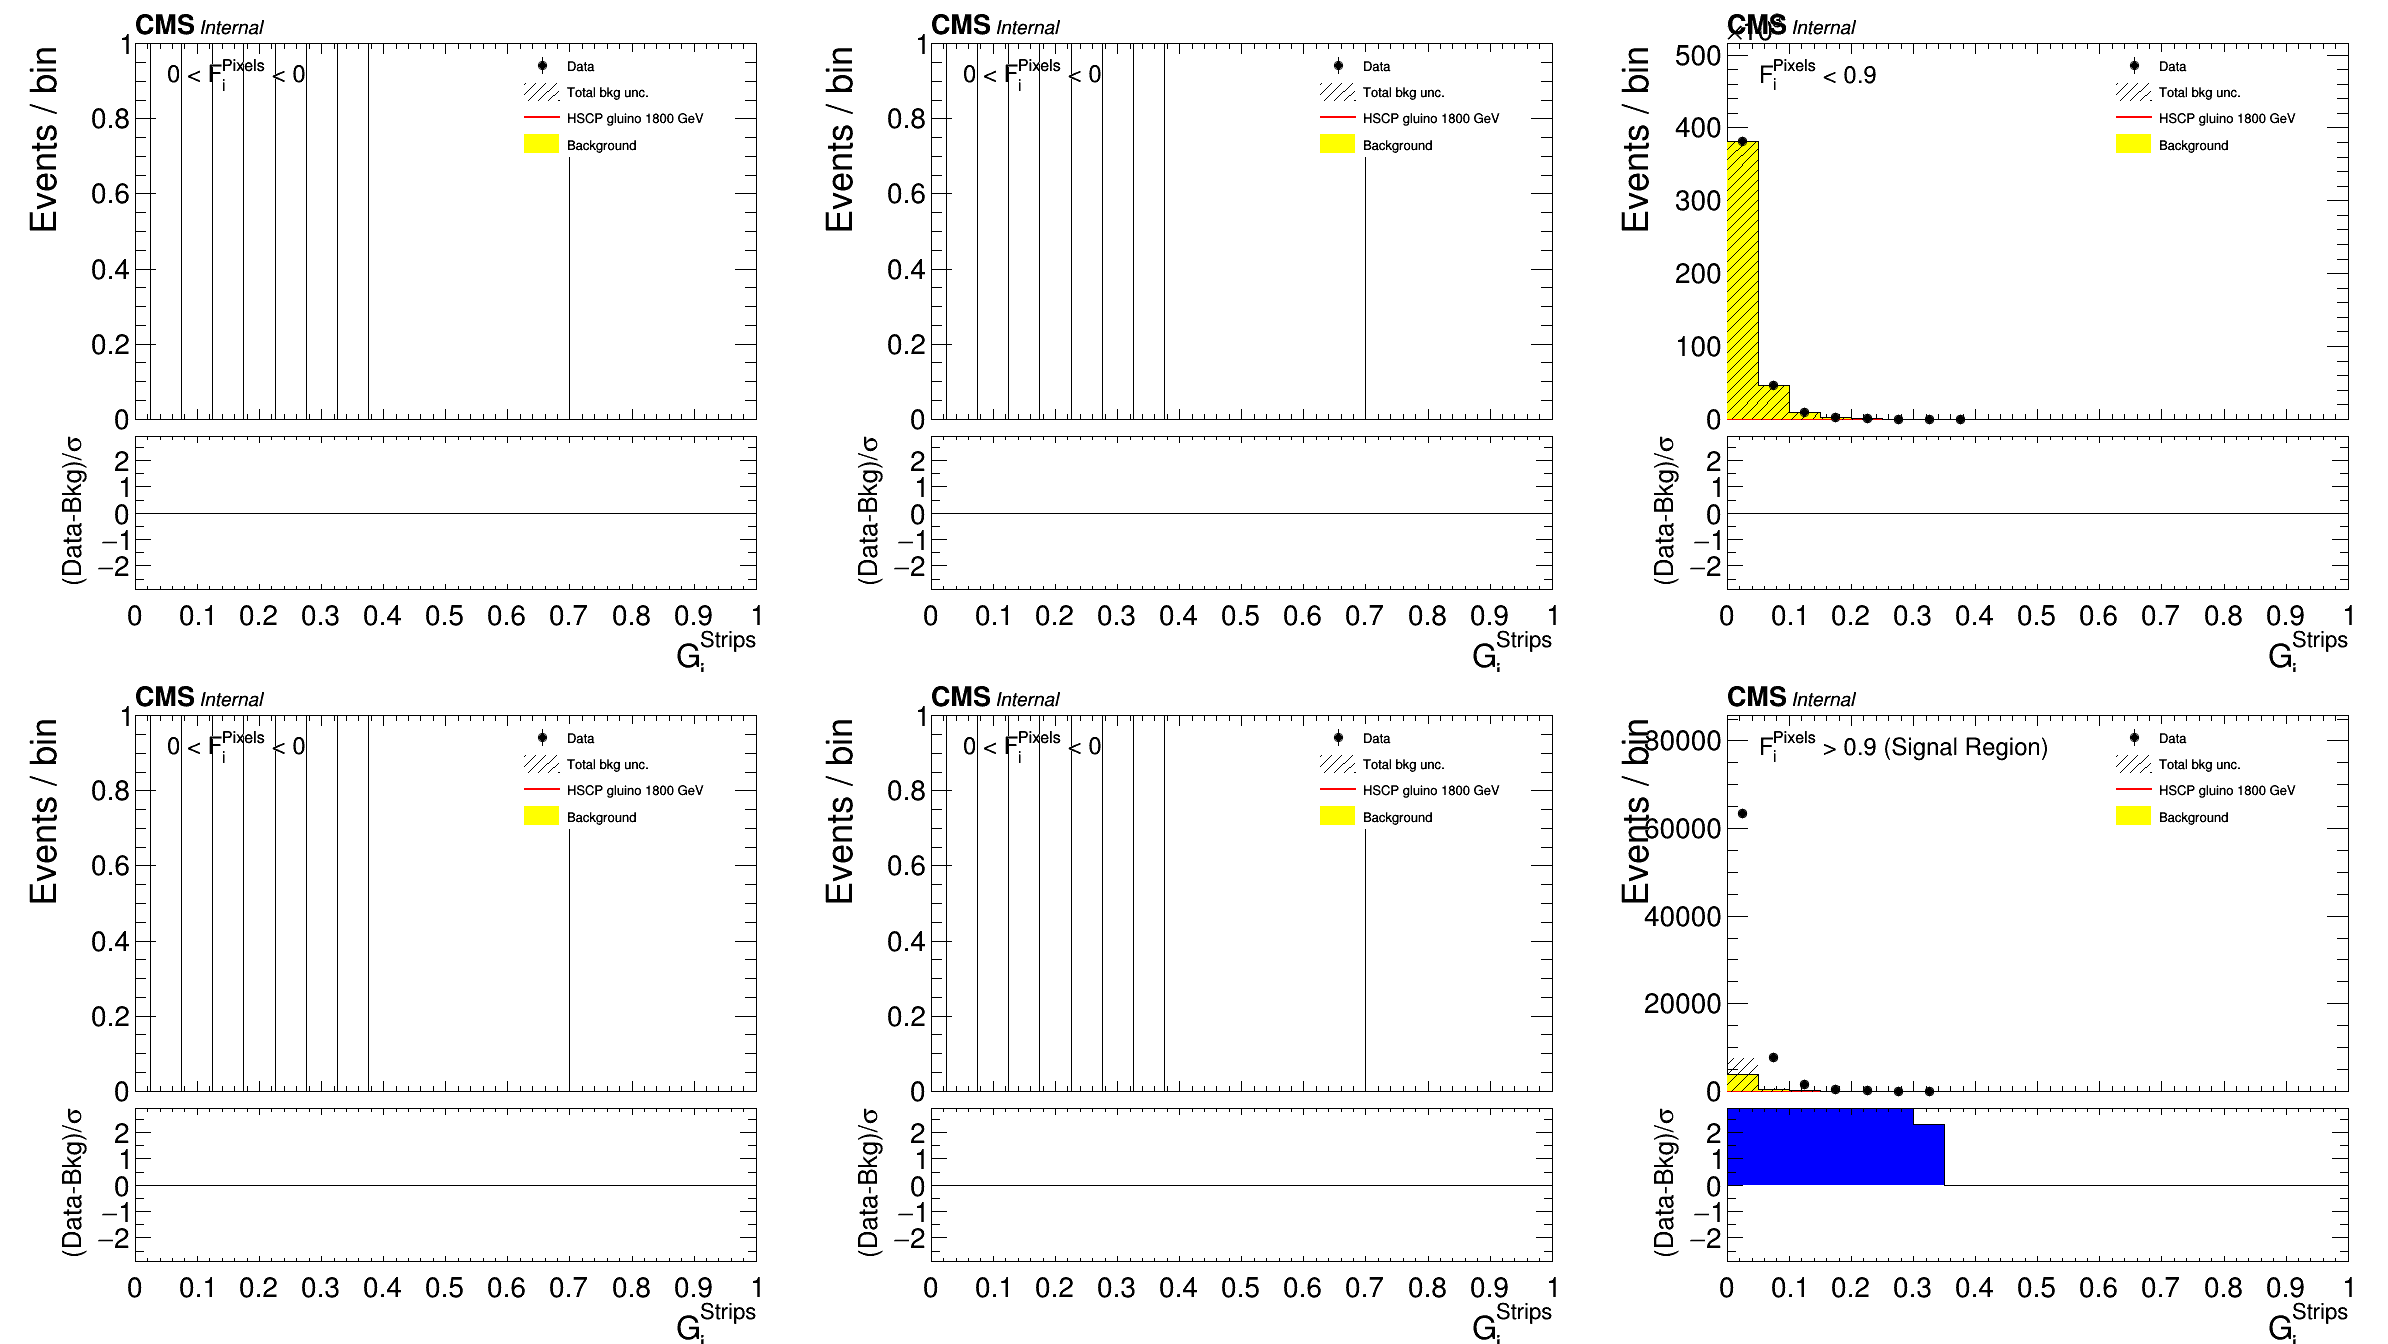 CMS Internal
Events / bin
0 < F_i^Pixels < 0
Data
Total bkg unc.
HSCP gluino 1800 GeV
Background
1
0.8
0.6
0.4
0.2
0
(Data-Bkg)/σ
2
1
0
−1
−2
0 0.1 0.2 0.3 0.4 0.5 0.6 0.7 0.8 0.9 1
G_i^Strips
CMS Internal
Events / bin
0 < F_i^Pixels < 0
Data
Total bkg unc.
HSCP gluino 1800 GeV
Background
1
0.8
0.6
0.4
0.2
0
(Data-Bkg)/σ
2
1
0
−1
−2
0 0.1 0.2 0.3 0.4 0.5 0.6 0.7 0.8 0.9 1
G_i^Strips
CMS Internal
Events / bin
F_i^Pixels < 0.9
Data
Total bkg unc.
HSCP gluino 1800 GeV
Background
500
400
300
200
100
0
(Data-Bkg)/σ
2
1
0
−1
−2
0 0.1 0.2 0.3 0.4 0.5 0.6 0.7 0.8 0.9 1
G_i^Strips
CMS Internal
Events / bin
0 < F_i^Pixels < 0
Data
Total bkg unc.
HSCP gluino 1800 GeV
Background
1
0.8
0.6
0.4
0.2
0
(Data-Bkg)/σ
2
1
0
−1
−2
0 0.1 0.2 0.3 0.4 0.5 0.6 0.7 0.8 0.9 1
G_i^Strips
CMS Internal
Events / bin
0 < F_i^Pixels < 0
Data
Total bkg unc.
HSCP gluino 1800 GeV
Background
1
0.8
0.6
0.4
0.2
0
(Data-Bkg)/σ
2
1
0
−1
−2
0 0.1 0.2 0.3 0.4 0.5 0.6 0.7 0.8 0.9 1
G_i^Strips
CMS Internal
Events / bin
F_i^Pixels > 0.9 (Signal Region)
Data
Total bkg unc.
HSCP gluino 1800 GeV
Background
80000
60000
40000
20000
0
(Data-Bkg)/σ
2
1
0
−1
−2
0 0.1 0.2 0.3 0.4 0.5 0.6 0.7 0.8 0.9 1
G_i^Strips